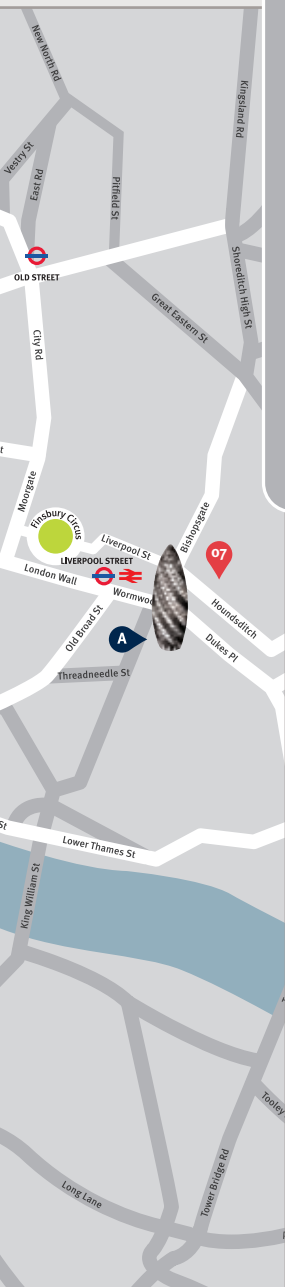 New North Rd
Kingsland Rd
Vestry St
East Rd
Pitfield St
OLD STREET
Shoreditch High St
Great Eastern St
City Rd
Moorgate
Finsbury Circus
Bishopsgate
Liverpool St
07
LIVERPOOL STREET
London Wall
Houndsditch
Old Broad St
A
Dukes Pl
Threadneedle St
St
Lower Thames St
King William St
Tooley
Long Lane
Tower Bridge Rd